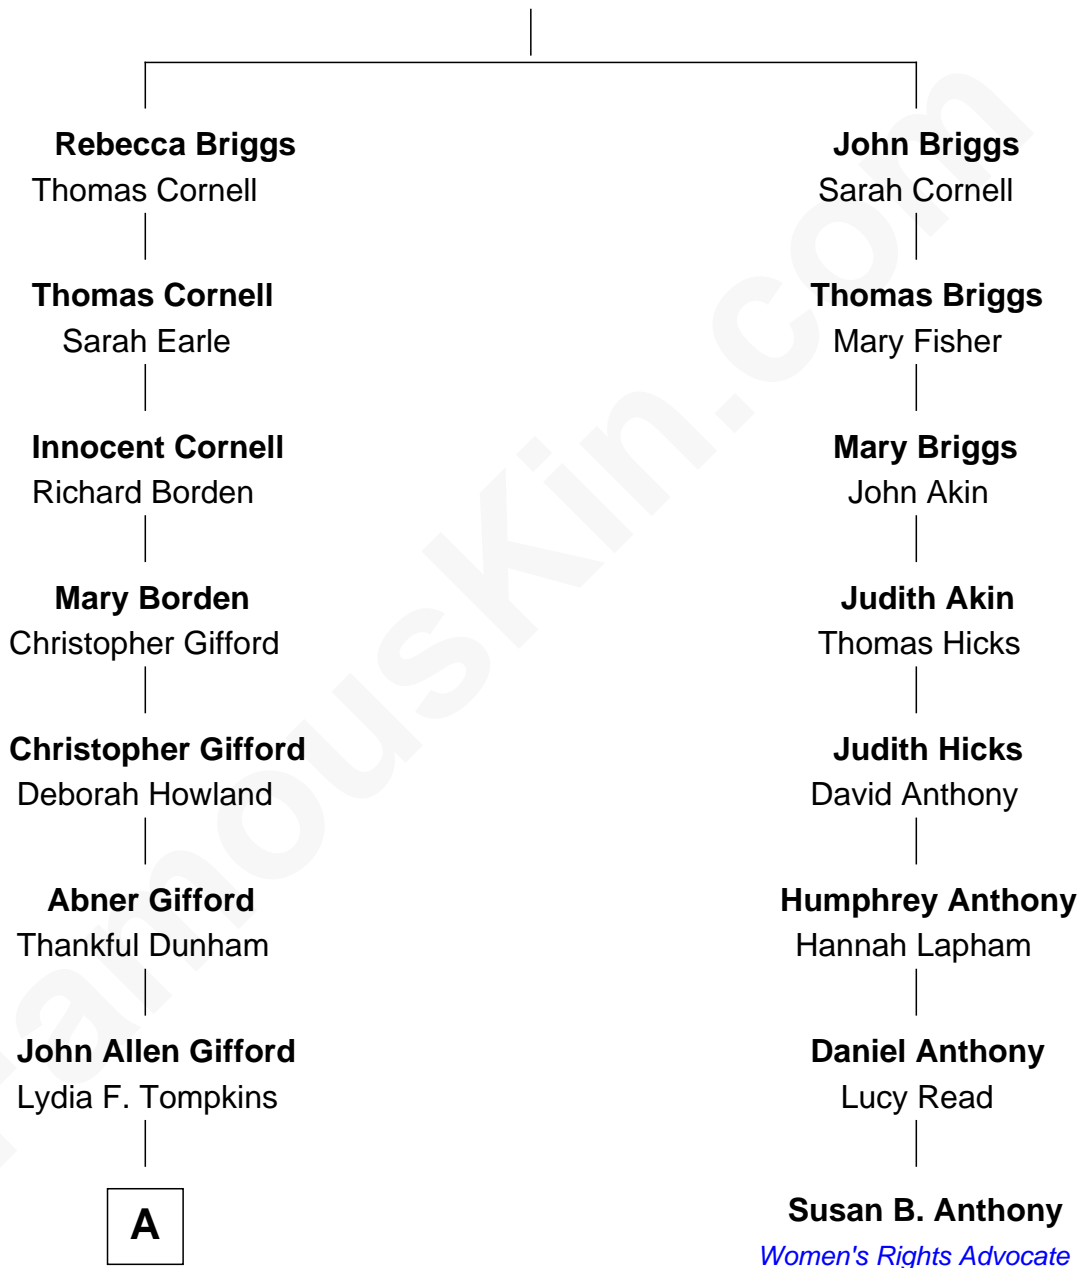 Rebecca Briggs
Thomas Cornell
Thomas Cornell
Sarah Earle
Innocent Cornell
Richard Borden
Mary Borden
Christopher Gifford
Christopher Gifford
Deborah Howland
Abner Gifford
Thankful Dunham
John Allen Gifford
Lydia F. Tompkins
A
John Briggs
Sarah Cornell
Thomas Briggs
Mary Fisher
Mary Briggs
John Akin
Judith Akin
Thomas Hicks
Judith Hicks
David Anthony
Humphrey Anthony
Hannah Lapham
Daniel Anthony
Lucy Read
Susan B. Anthony
Women's Rights Advocate
FamousKin.com